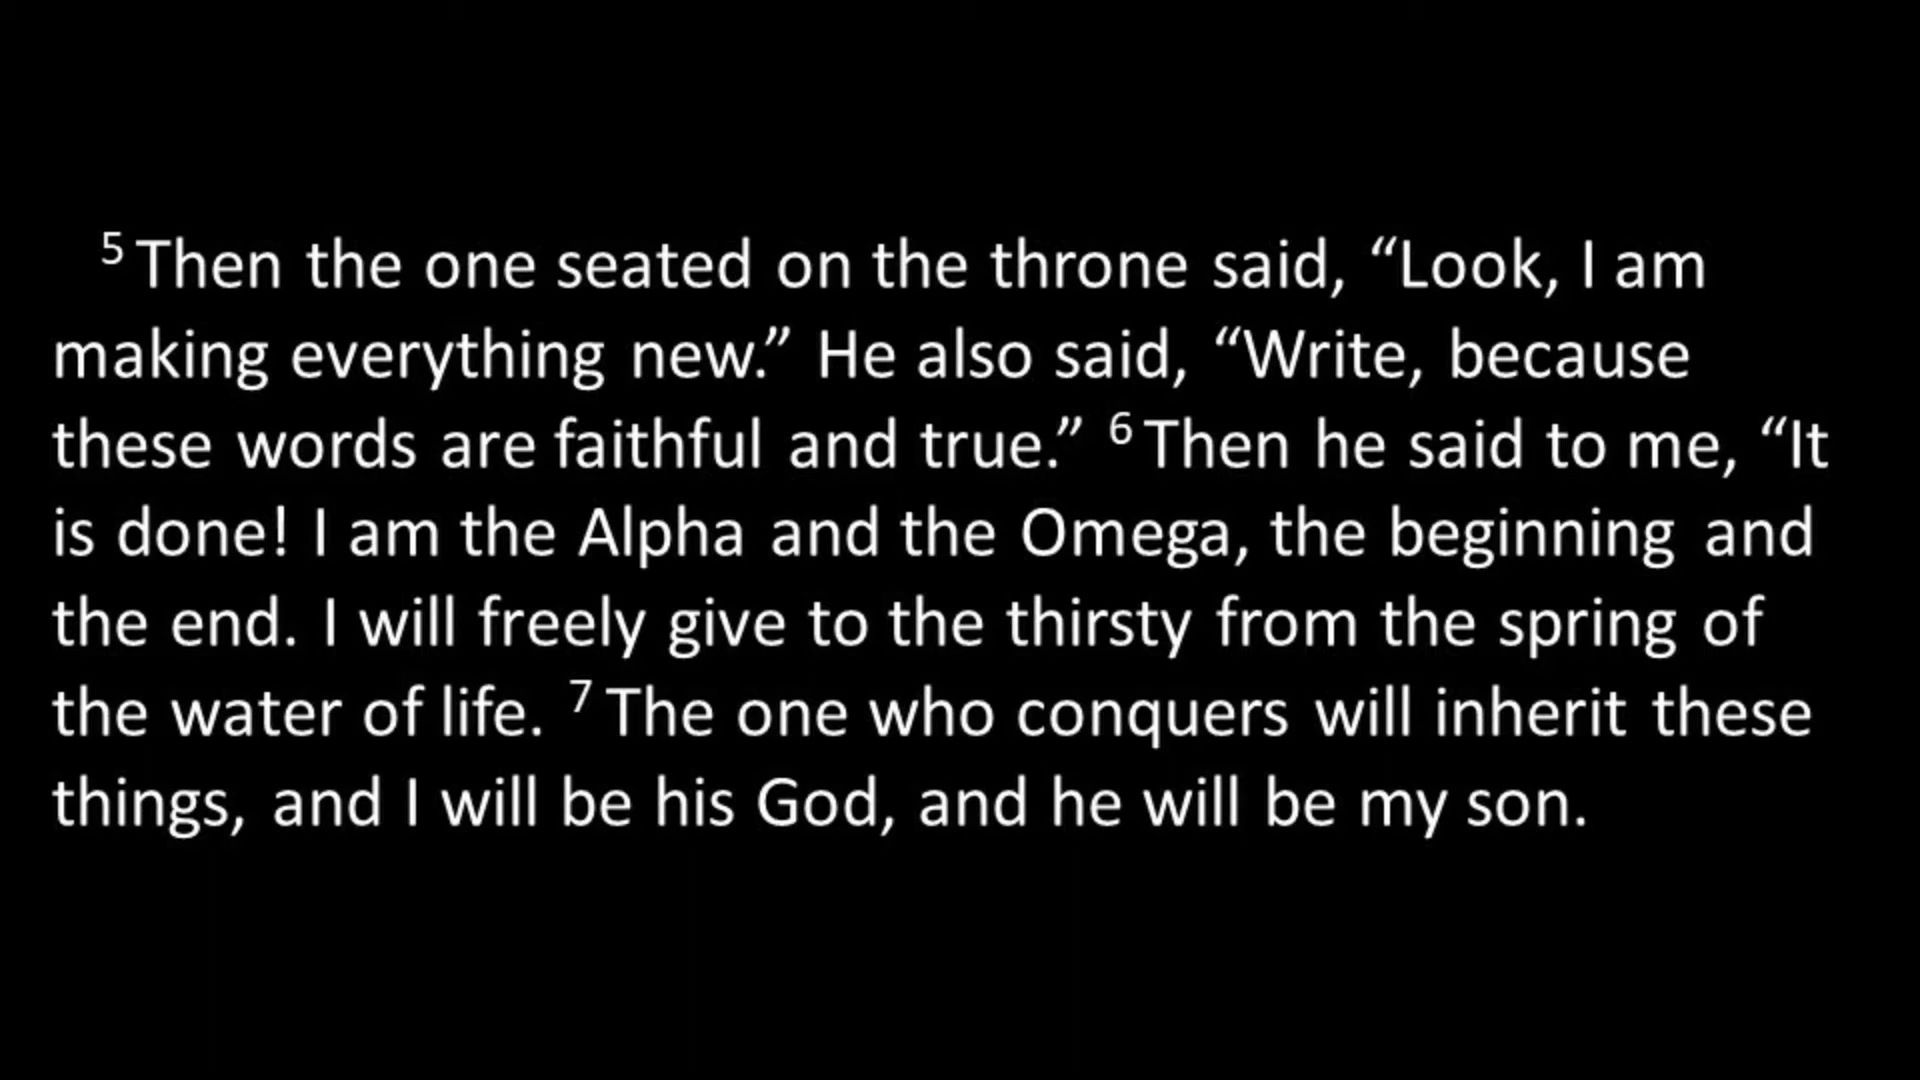 5 Then the one seated on the throne said, “Look, I am
making everything new.” He also said, “Write, because
these words are faithful and true.” 6 Then he said to me, “It
is done! I am the Alpha and the Omega, the beginning and
the end. I will freely give to the thirsty from the spring of
the water of life. 7 The one who conquers will inherit these
things, and I will be his God, and he will be my son.